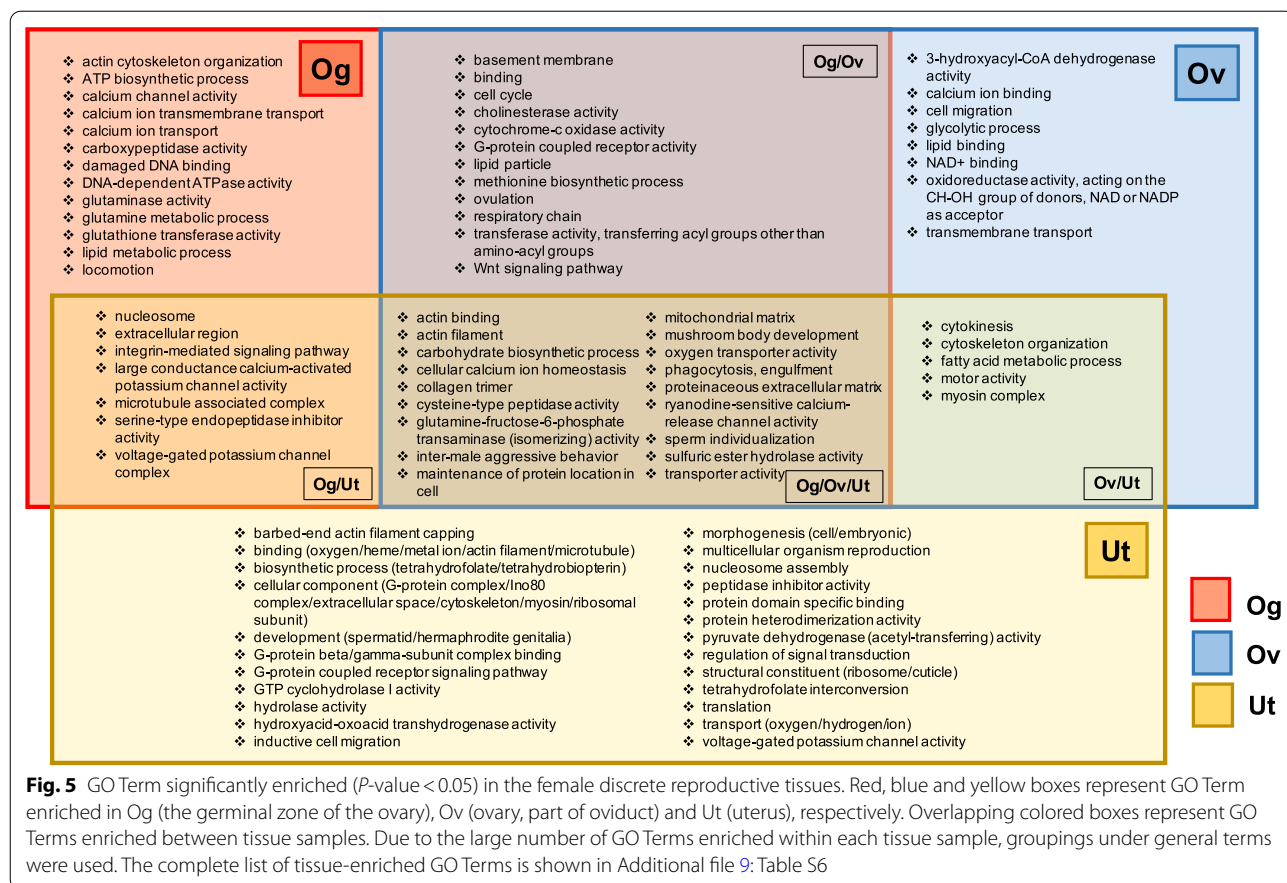 ❖ actin cytoskeleton organization
❖ ATP biosynthetic process
❖ calcium channel activity
❖ calcium ion transmembrane transport
❖ calcium ion transport
❖ carboxypeptidase activity
❖ damaged DNA binding
❖ DNA-dependent ATPase activity
❖ glutaminase activity
❖ glutamine metabolic process
❖ glutathione transferase activity
❖ lipid metabolic process
❖ locomotion
Og
❖ basement membrane
❖ binding
❖ cell cycle
❖ cholinesterase activity
❖ cytochrome-c oxidase activity
❖ G-protein coupled receptor activity
❖ lipid particle
❖ methionine biosynthetic process
❖ ovulation
❖ respiratory chain
❖ transferase activity, transferring acyl groups other than
amino-acyl groups
❖ Wnt signaling pathway
Og/Ov
❖ 3-hydroxyacyl-CoA dehydrogenase
activity
❖ calcium ion binding
❖ cell migration
❖ glycolytic process
❖ lipid binding
❖ NAD+ binding
❖ oxidoreductase activity, acting on the
CH-OH group of donors, NAD or NADP
as acceptor
❖ transmembrane transport
Ov
❖ nucleosome
❖ extracellular region
❖ integrin-mediated signaling pathway
❖ large conductance calcium-activated
potassium channel activity
❖ microtubule associated complex
❖ serine-type endopeptidase inhibitor
activity
❖ voltage-gated potassium channel
complex
Og/Ut
❖ actin binding
❖ actin filament
❖ carbohydrate biosynthetic process
❖ cellular calcium ion homeostasis
❖ collagen trimer
❖ cysteine-type peptidase activity
❖ glutamine-fructose-6-phosphate
transaminase (isomerizing) activity
❖ inter-male aggressive behavior
❖ maintenance of protein location in
cell
❖ mitochondrial matrix
❖ mushroom body development
❖ oxygen transporter activity
❖ phagocytosis, engulfment
❖ proteinaceous extracellular matrix
❖ ryanodine-sensitive calcium-
release channel activity
❖ sperm individualization
❖ sulfuric ester hydrolase activity
❖ transporter activity
Og/Ov/Ut
❖ cytokinesis
❖ cytoskeleton organization
❖ fatty acid metabolic process
❖ motor activity
❖ myosin complex
Ov/Ut
❖ barbed-end actin filament capping
❖ binding (oxygen/heme/metal ion/actin filament/microtubule)
❖ biosynthetic process (tetrahydrofolate/tetrahydrobiopterin)
❖ cellular component (G-protein complex/Ino80
complex/extracellular space/cytoskeleton/myosin/ribosomal
subunit)
❖ development (spermatid/hermaphrodite genitalia)
❖ G-protein beta/gamma-subunit complex binding
❖ G-protein coupled receptor signaling pathway
❖ GTP cyclohydrolase I activity
❖ hydrolase activity
❖ hydroxyacid-oxoacid transhydrogenase activity
❖ inductive cell migration
❖ morphogenesis (cell/embryonic)
❖ multicellular organism reproduction
❖ nucleosome assembly
❖ peptidase inhibitor activity
❖ protein domain specific binding
❖ protein heterodimerization activity
❖ pyruvate dehydrogenase (acetyl-transferring) activity
❖ regulation of signal transduction
❖ structural constituent (ribosome/cuticle)
❖ tetrahydrofolate interconversion
❖ translation
❖ transport (oxygen/hydrogen/ion)
❖ voltage-gated potassium channel activity
Ut
Og
Ov
Ut
Fig. 5 GO Term significantly enriched (P-value < 0.05) in the female discrete reproductive tissues. Red, blue and yellow boxes represent GO Term
enriched in Og (the germinal zone of the ovary), Ov (ovary, part of oviduct) and Ut (uterus), respectively. Overlapping colored boxes represent GO
Terms enriched between tissue samples. Due to the large number of GO Terms enriched within each tissue sample, groupings under general terms
were used. The complete list of tissue-enriched GO Terms is shown in Additional file 9: Table S6